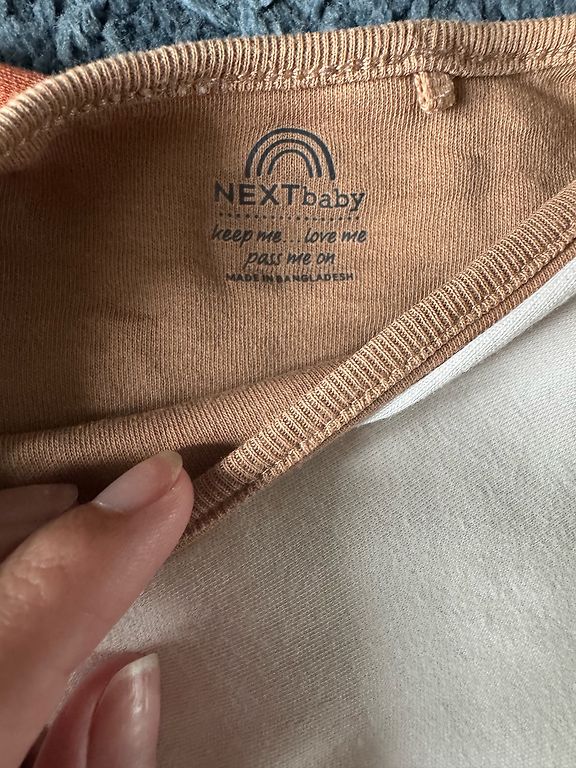 NEXTbaby
keep me... love me
pass me on
MADE IN BANGLADESH